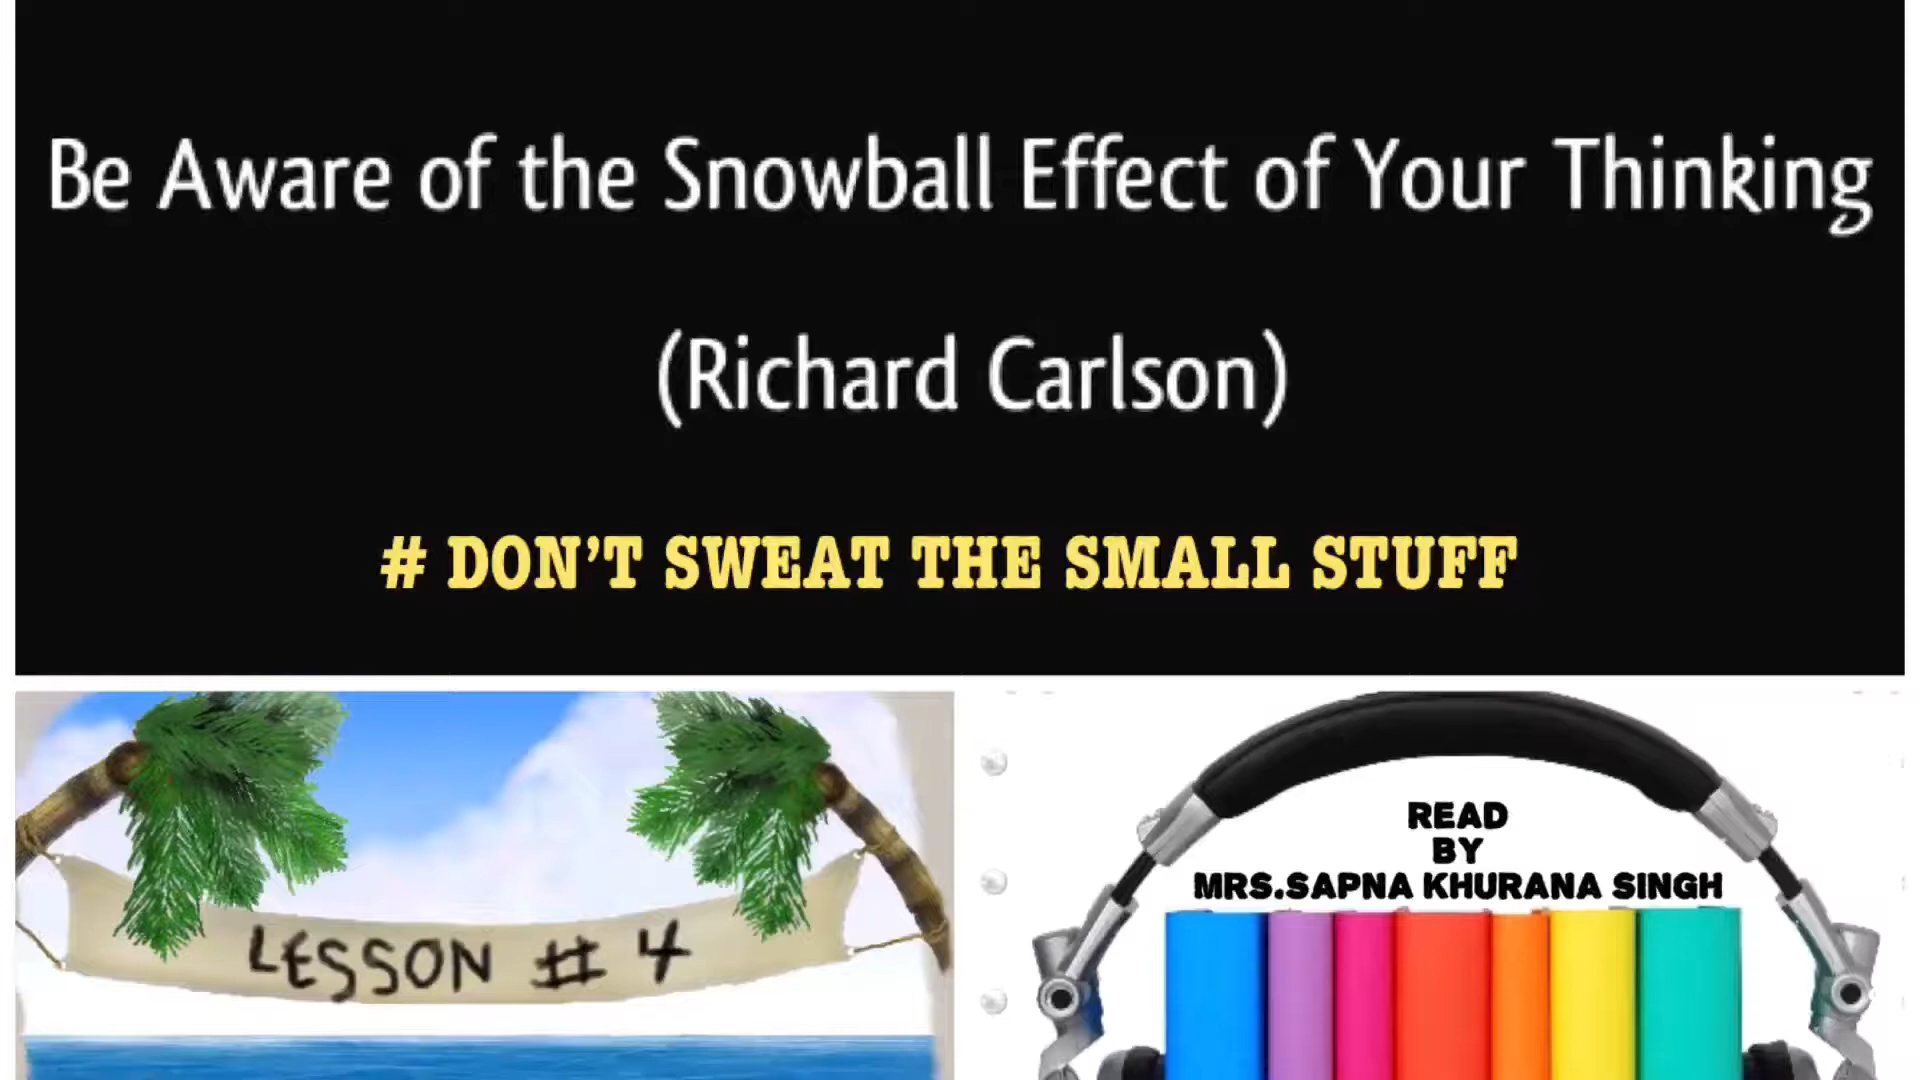 Be Aware of the Snowball Effect of Your Thinking
(Richard Carlson)
# DON'T SWEAT THE SMALL STUFF
LESSON # 4
READ
BY
MRS.SAPNA KHURANA SINGH